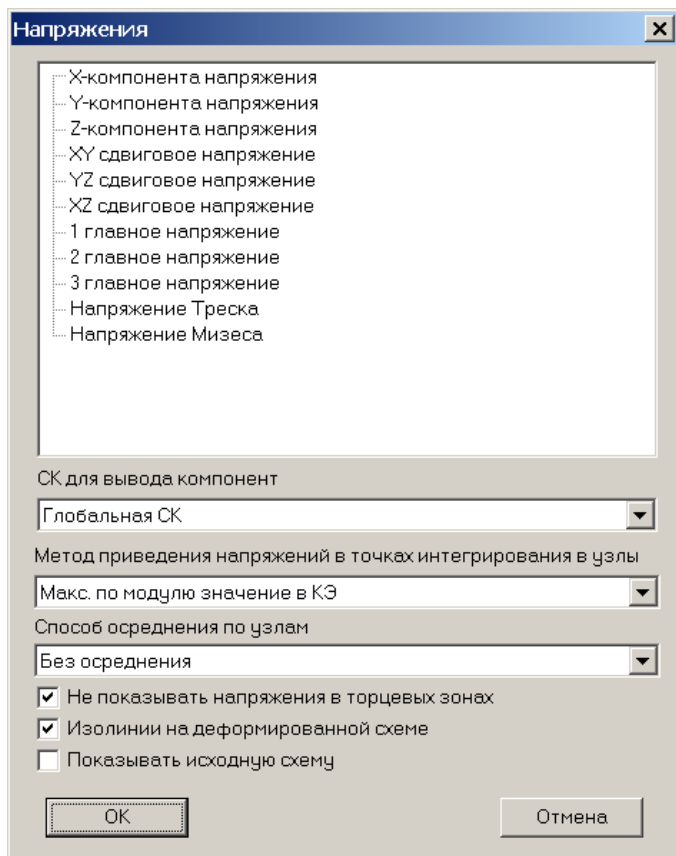 Напряжения
X-компонента напряжения
Y-компонента напряжения
Z-компонента напряжения
XY сдвиговое напряжение
YZ сдвиговое напряжение
XZ сдвиговое напряжение
1 главное напряжение
2 главное напряжение
3 главное напряжение
Напряжение Треска
Напряжение Мизеса
СК для вывода компонент
Глобальная СК
Метод приведения напряжений в точках интегрирования в узлы
Макс. по модулю значение в КЭ
Способ осреднения по узлам
Без осреднения
Не показывать напряжения в торцевых зонах
Изолинии на деформированной схеме
Показывать исходную схему
OK Отмена